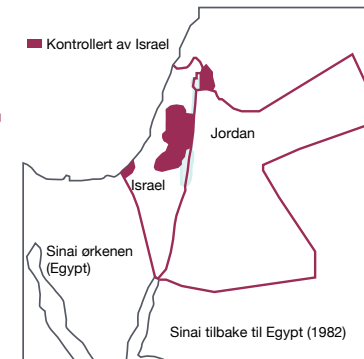 Kontrollert av Israel
Jordan
Israel
Sinai ørkenen
(Egypt)
Sinai tilbake til Egypt (1982)